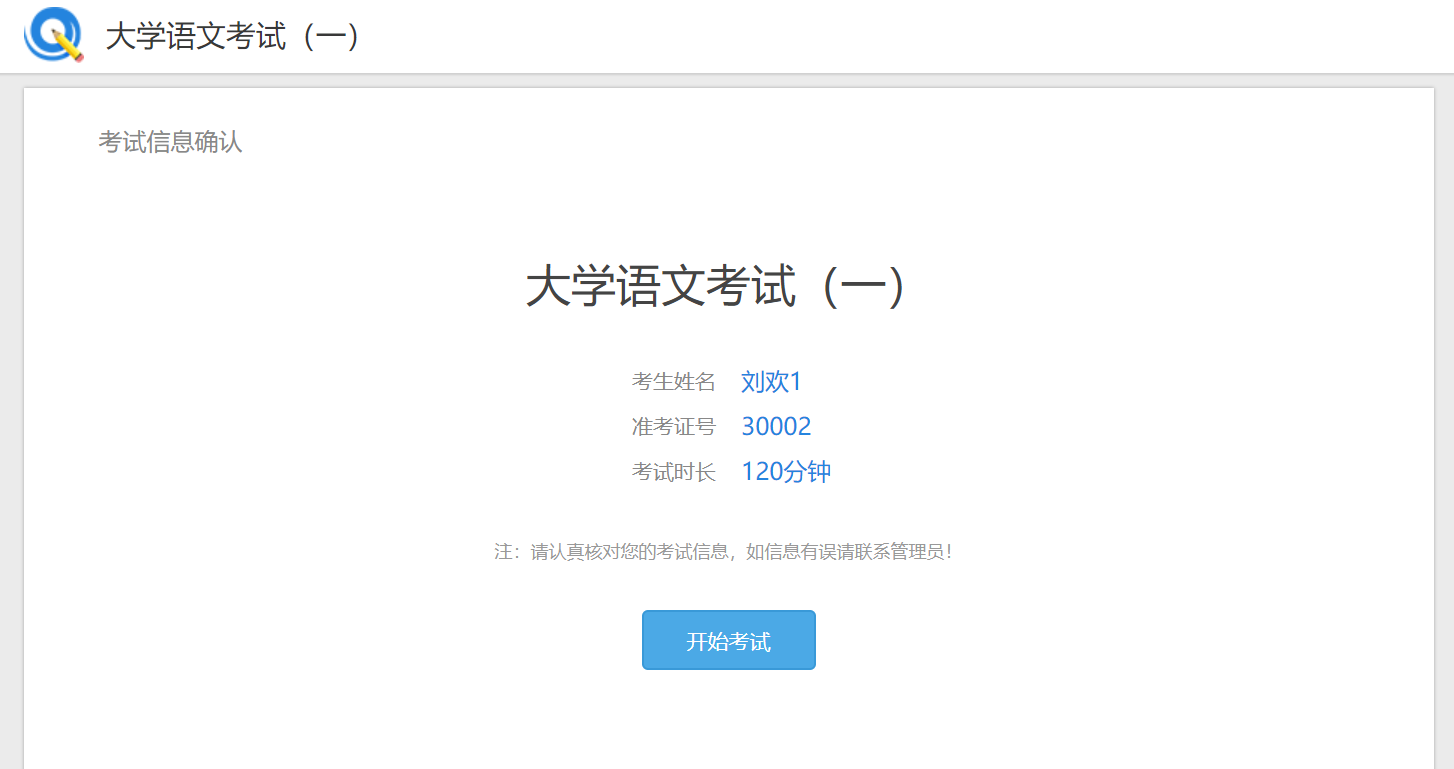 大学语文考试（一）
考试信息确认
大学语文考试（一）
考生姓名 刘欢1
准考证号 30002
考试时长 120分钟
注：请认真核对您的考试信息，如信息有误请联系管理员！
开始考试